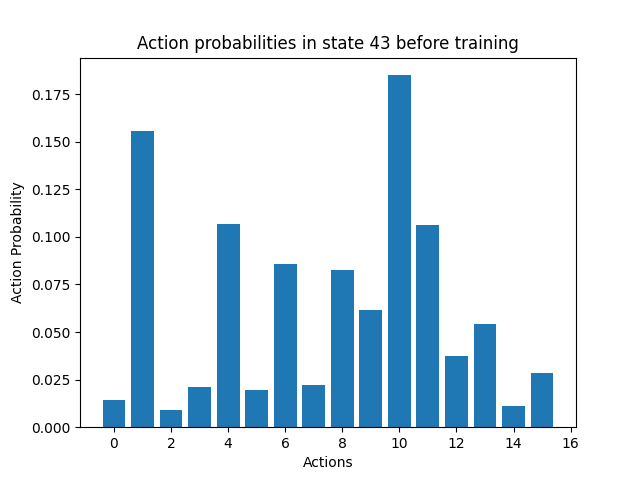 Action probabilities in state 43 before training
0.175
0.150
0.125
0.100
0.075
0.050
0.025
0.000
Action Probability
0 2 4 6 8 10 12 14 16
Actions